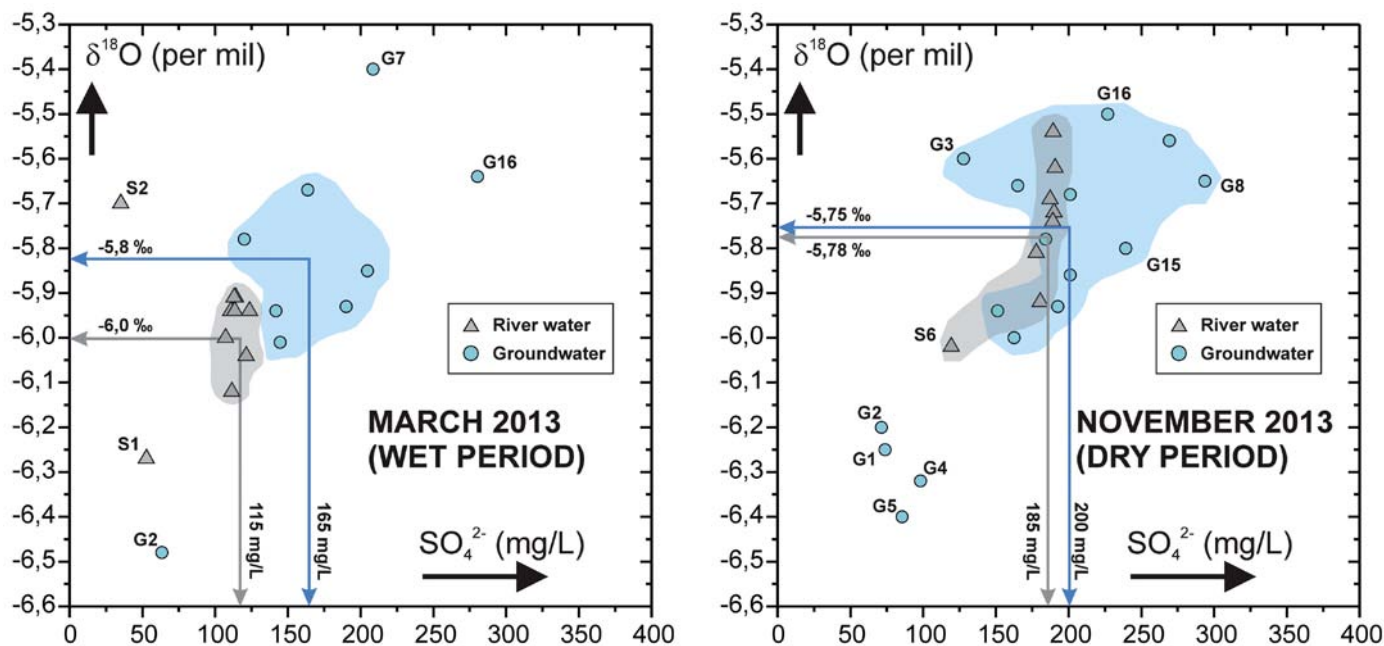 -5,3
-5,4
-5,5
-5,6
-5,7
-5,8
-5,9
-6,0
-6,1
-6,2
-6,3
-6,4
-6,5
-6,6
0 50 100 150 200 250 300 350 400
δ¹⁸O (per mil)
G7
G16
S2
-5,8 ‰
-6,0 ‰
River water
Groundwater
MARCH 2013
(WET PERIOD)
S1
G2
115 mg/L
165 mg/L
SO₄²⁻ (mg/L)
-5,3
-5,4
-5,5
-5,6
-5,7
-5,8
-5,9
-6,0
-6,1
-6,2
-6,3
-6,4
-6,5
-6,6
0 50 100 150 200 250 300 350 400
δ¹⁸O (per mil)
G16
G3
G8
-5,75 ‰
-5,78 ‰
G15
S6
River water
Groundwater
NOVEMBER 2013
(DRY PERIOD)
G2
G1
G4
G5
185 mg/L
200 mg/L
SO₄²⁻ (mg/L)